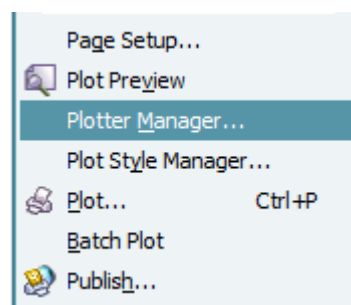 Page Setup...
Plot Preview
Plotter Manager...
Plot Style Manager...
Plot... Ctrl+P
Batch Plot
Publish...